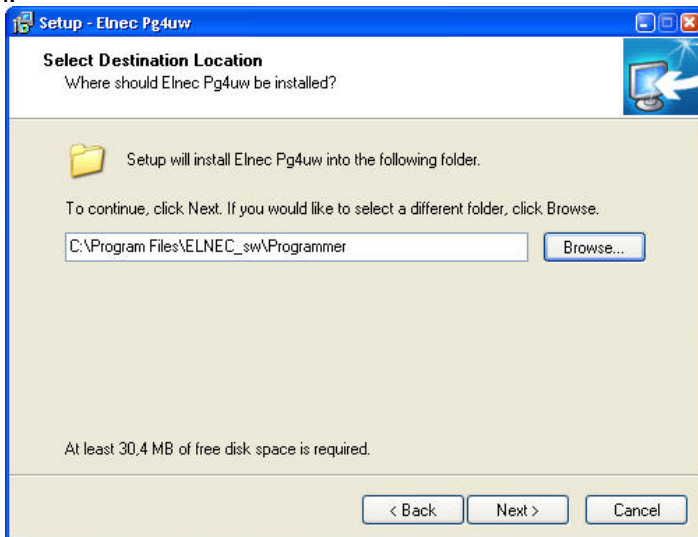 Setup - Elnec Pg4uw
Select Destination Location
Where should Elnec Pg4uw be installed?
Setup will install Elnec Pg4uw into the following folder.
To continue, click Next. If you would like to select a different folder, click Browse.
C:\Program Files\ELNEC_sw\Programmer
Browse...
At least 30,4 MB of free disk space is required.
< Back
Next >
Cancel